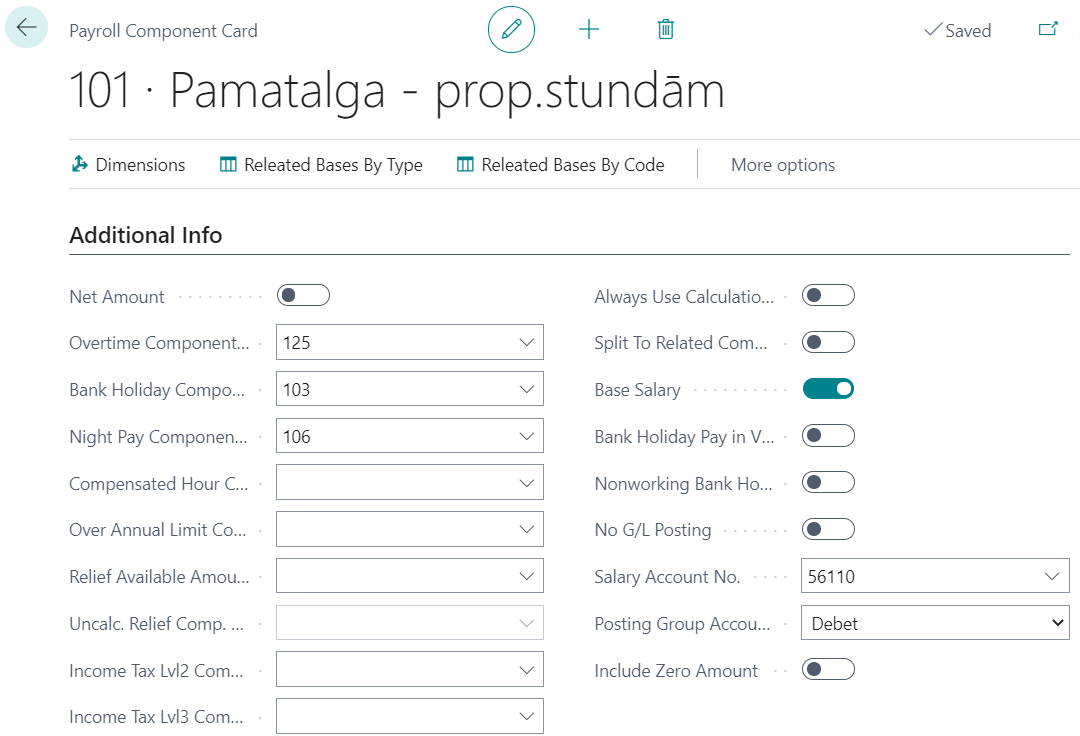 Payroll Component Card
Saved
101 · Pamatalga - prop.stundām
Dimensions
Releated Bases By Type
Releated Bases By Code
More options
Additional Info
Net Amount
Overtime Component...
125
Bank Holiday Compo...
103
Night Pay Componen...
106
Compensated Hour C...
Over Annual Limit Co...
Relief Available Amou...
Uncalc. Relief Comp. ...
Income Tax Lvl2 Com...
Income Tax Lvl3 Com...
Always Use Calculatio...
Split To Related Com...
Base Salary
Bank Holiday Pay in V...
Nonworking Bank Ho...
No G/L Posting
Salary Account No.
56110
Posting Group Accou...
Debet
Include Zero Amount